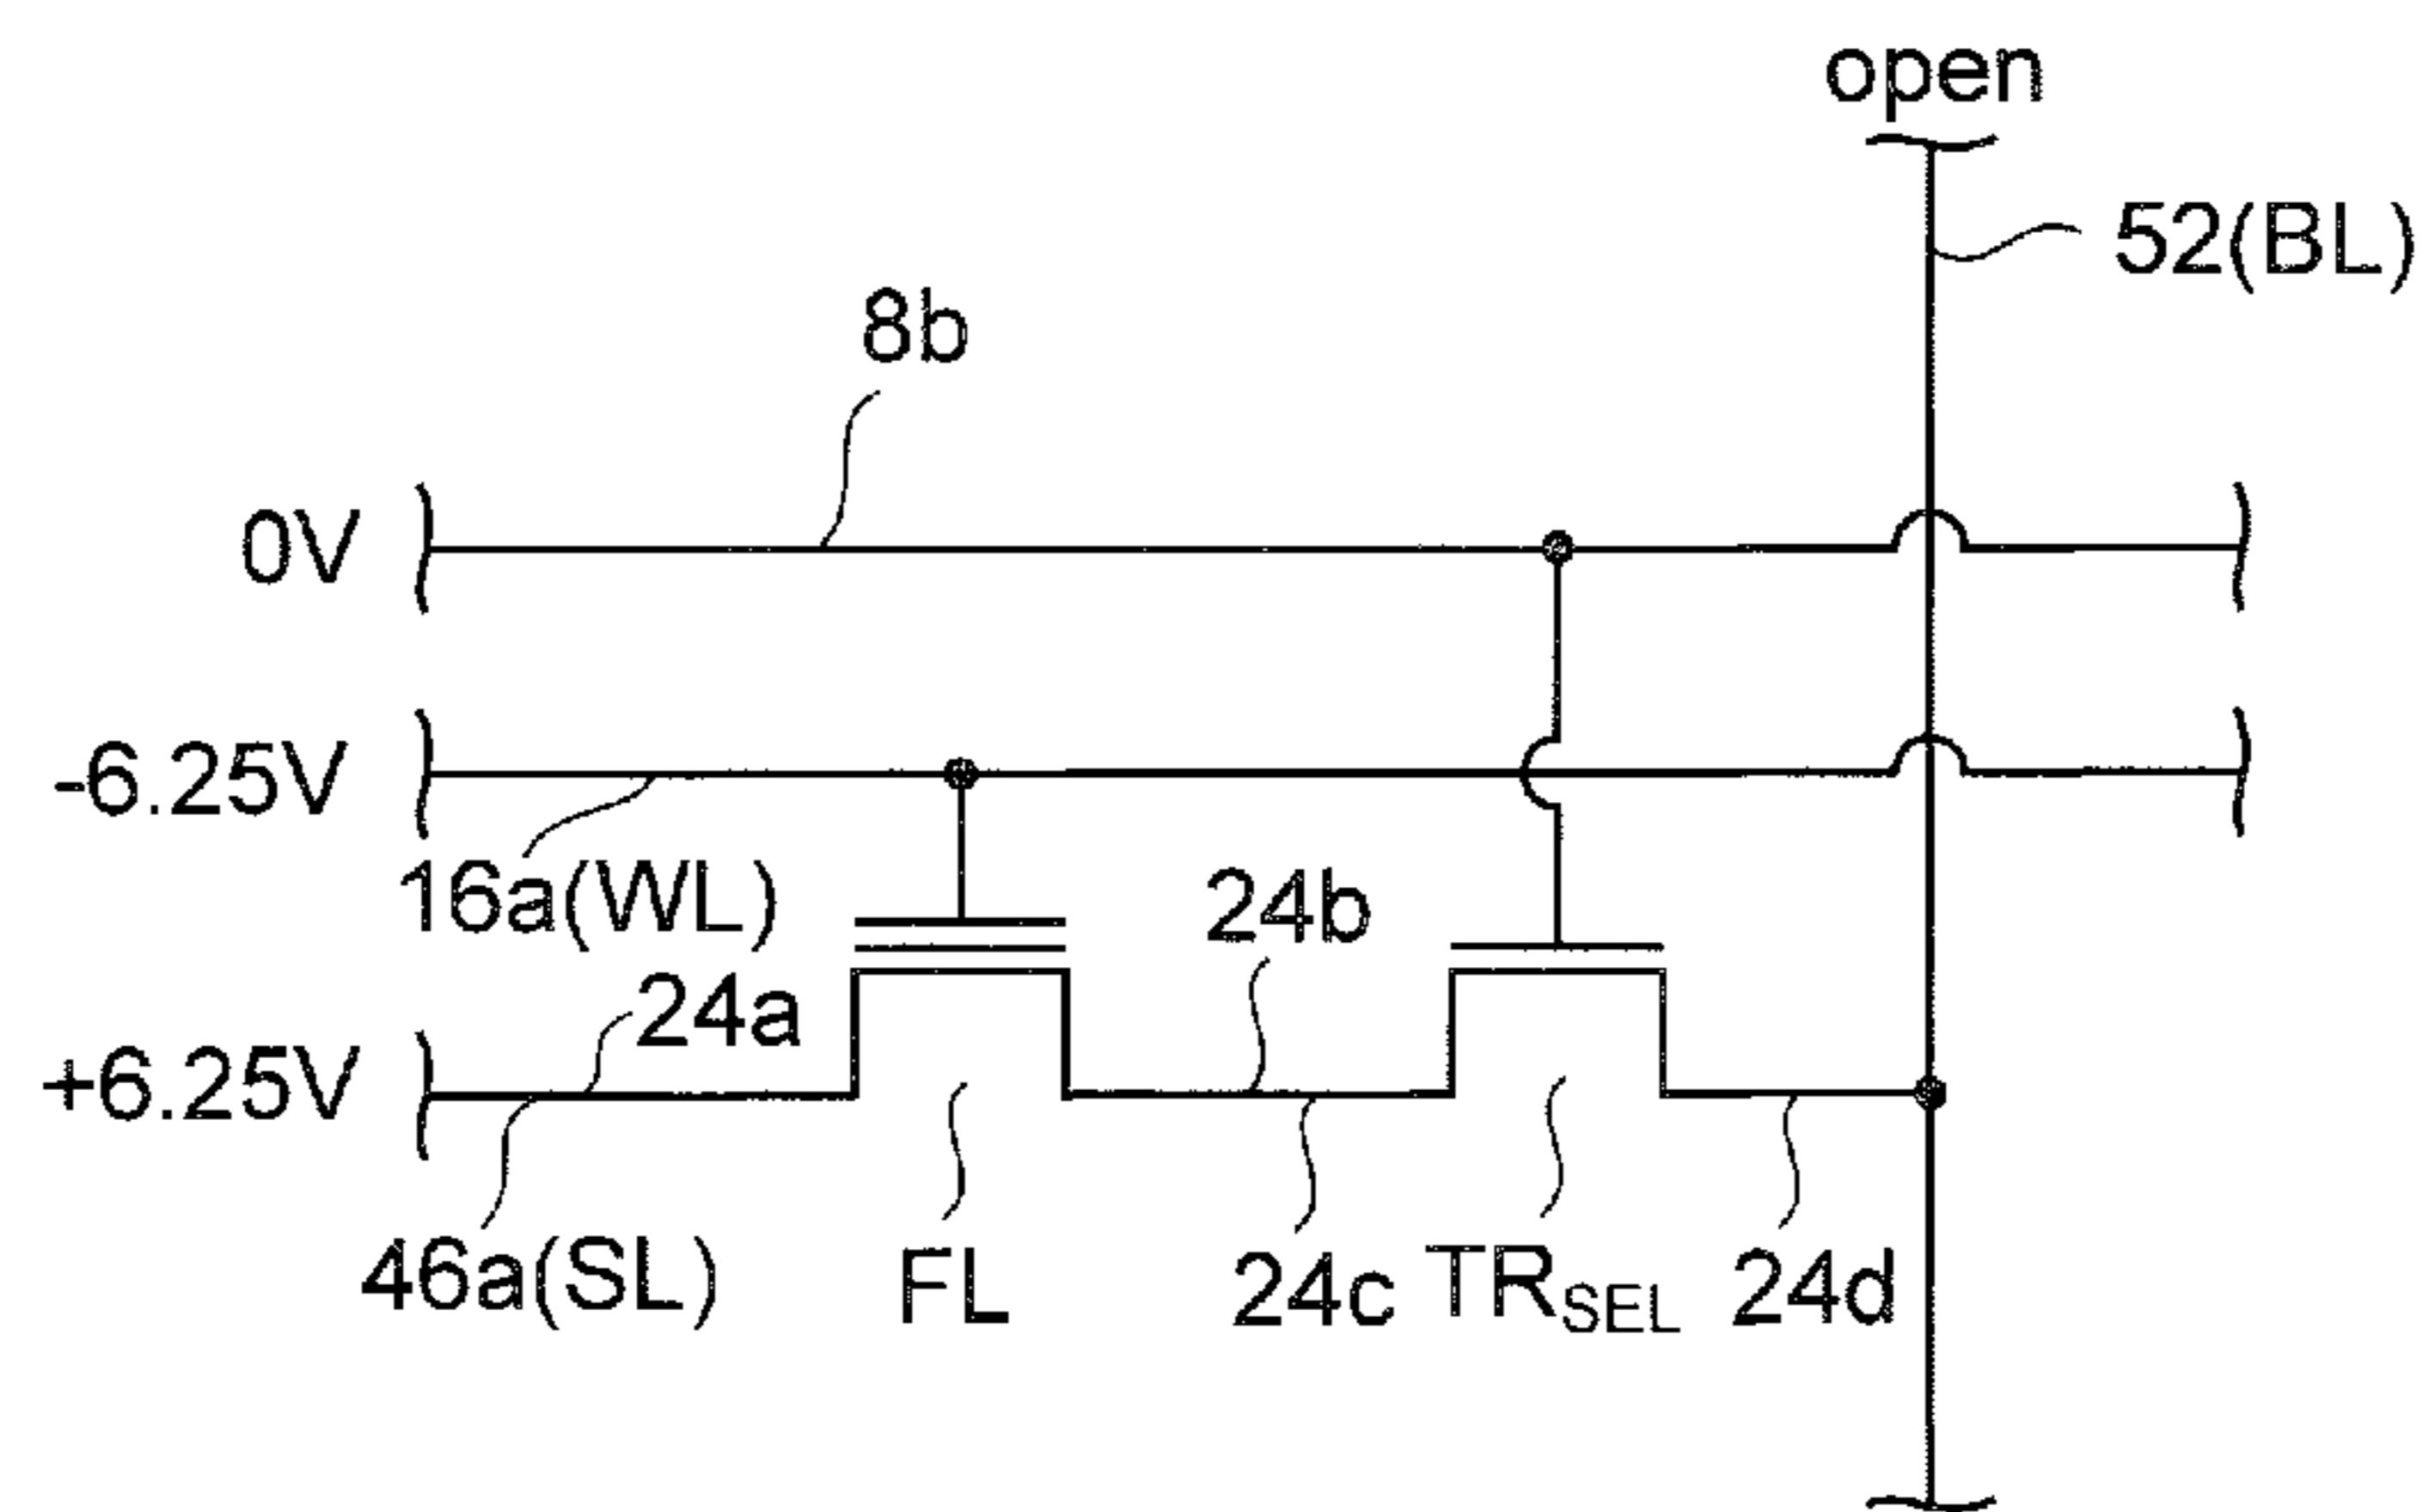 open
52(BL)
8b
0V
-6.25V
16a(WL)
24b
24a
+6.25V
46a(SL)
FL
24c
TRSEL
24d